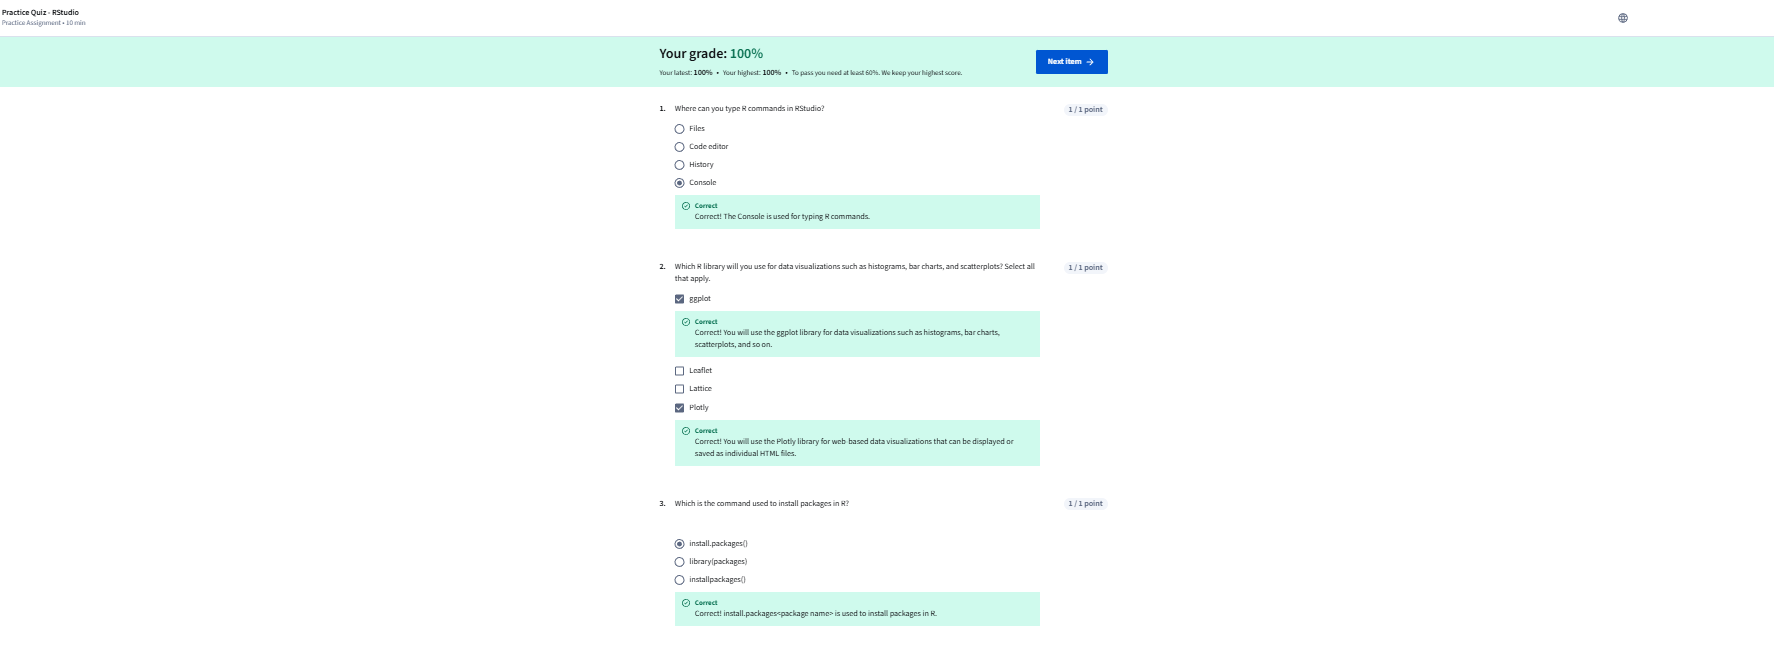 Practice Quiz - RStudio
Practice Assignment • 10 min
Your grade: 100%
Your latest: 100% • Your highest: 100% • To pass you need at least 60%. We keep your highest score.
Next item →
1. Where can you type R commands in RStudio?
1 / 1 point
Files
Code editor
History
Console
Correct
Correct! The Console is used for typing R commands.
2. Which R library will you use for data visualizations such as histograms, bar charts, and scatterplots? Select all
that apply.
1 / 1 point
ggplot
Correct
Correct! You will use the ggplot library for data visualizations such as histograms, bar charts,
scatterplots, and so on.
Leaflet
Lattice
Plotly
Correct
Correct! You will use the Plotly library for web-based data visualizations that can be displayed or
saved as individual HTML files.
3. Which is the command used to install packages in R?
1 / 1 point
install.packages()
library(packages)
installpackages()
Correct
Correct! install.packages<package name> is used to install packages in R.